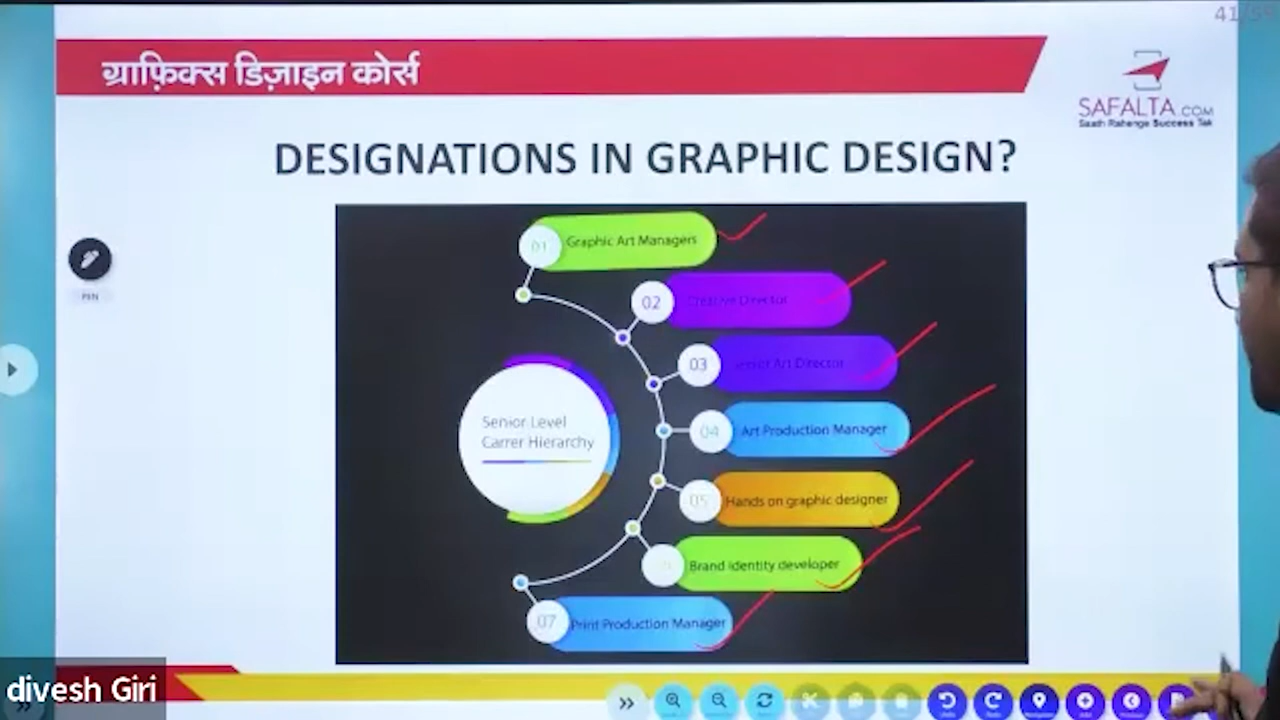 41/59
ग्राफ़िक्स डिज़ाइन कोर्स
SAFALTA.COM
Saath Rahenge Success Tak
DESIGNATIONS IN GRAPHIC DESIGN?
PEN
01 Graphic Art Managers
02 Creative Director
03 Senior Art Director
Senior Level
Carrer Hierarchy
04 Art Production Manager
05 Hands on graphic designer
Brand identity developer
07 Print Production Manager
divesh Giri